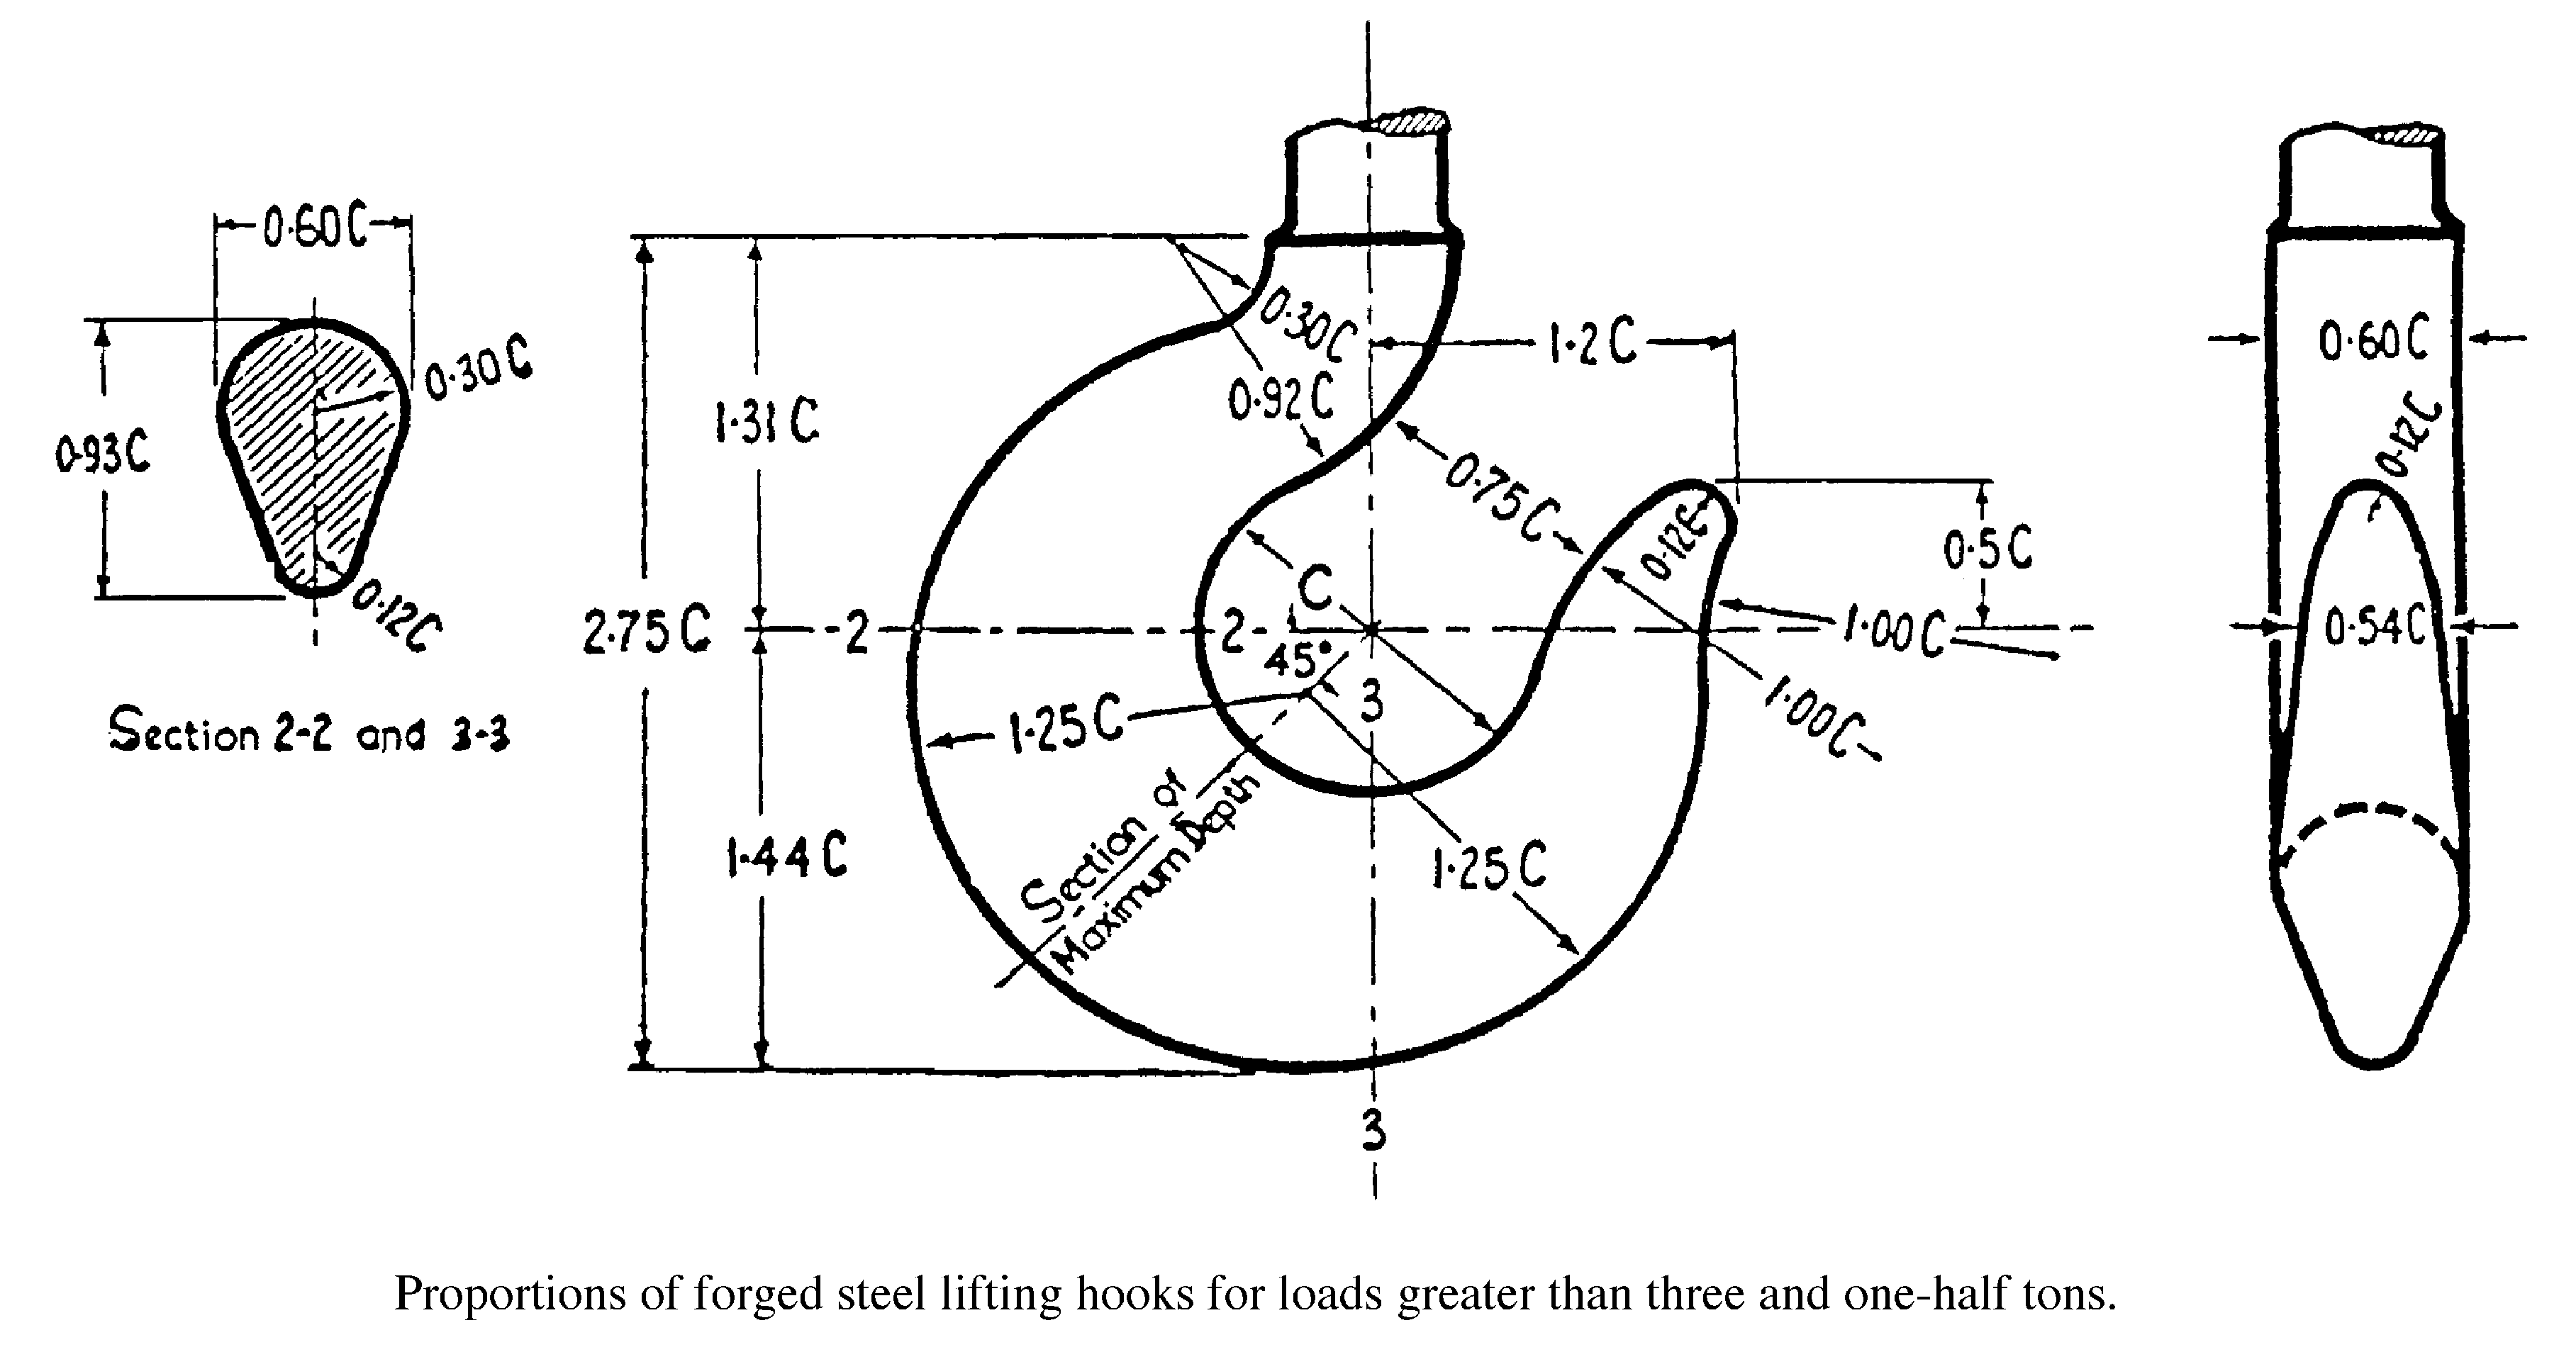 0.60C
0.93C
0.30C
0.12C
Section 2-2 and 3-3
2.75C
1.31C
1.44C
0.30C
0.92C
1.2C
0.75C
0.12C
0.5C
1.00C
1.00C
2
2
C
45°
3
1.25C
1.25C
Section of
Maximum Depth
3
0.60C
0.12C
0.54C
Proportions of forged steel lifting hooks for loads greater than three and one-half tons.